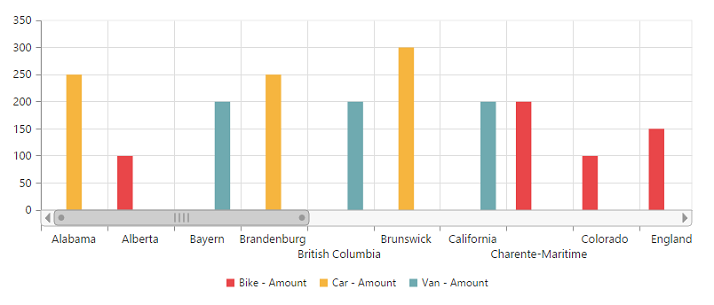 350
300
250
200
150
100
50
0
Alabama Alberta Bayern Brandenburg Brunswick California Colorado England
British Columbia Charente-Maritime
Bike - Amount Car - Amount Van - Amount